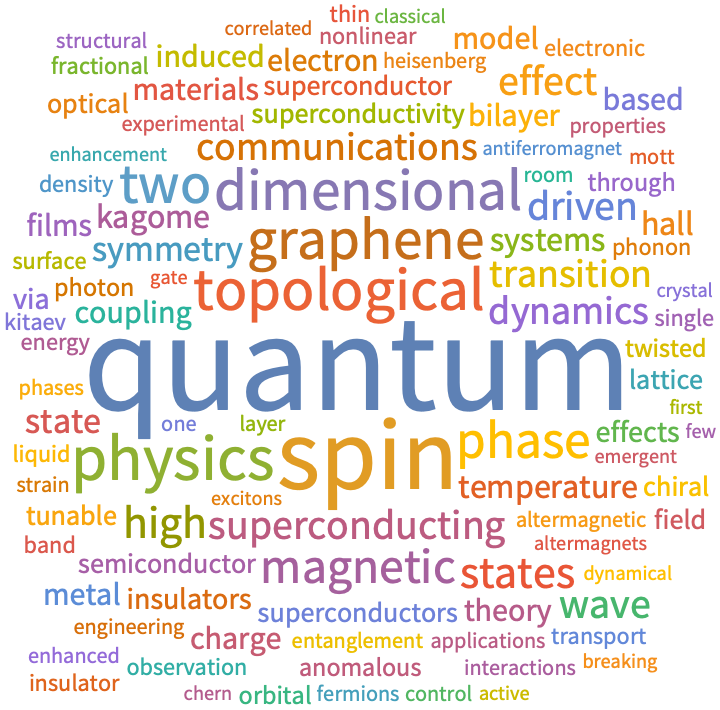 thin classical
correlated nonlinear
structural induced electron heisenberg model electronic
fractional materials superconductor effect
optical superconductivity bilayer based
experimental communications antiferromagnet properties
enhancement two dimensional room mott
density driven through
films kagome graphene systems hall
symmetry phonon
surface gate topological transition
via photon dynamics crystal
kitaev coupling single
energy quantum twisted
phases lattice
state one layer first
liquid physics spin phase effects few
strain excitons temperature emergent chiral
tunable high superconducting altermagnetic field
band altermagnets
semiconductor magnetic states dynamical
metal insulators superconductors theory wave
engineering charge entanglement applications transport
enhanced observation anomalous interactions breaking
insulator chern orbital fermions control active